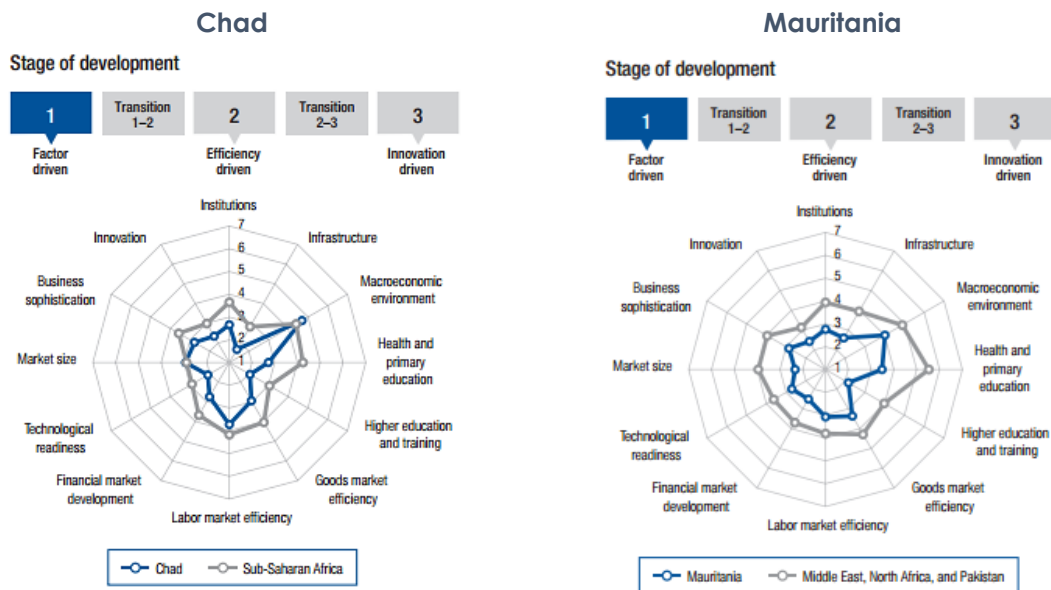 Chad
Stage of development
1
Transition
1–2
2
Transition
2–3
3
Factor
driven
Efficiency
driven
Innovation
driven
Institutions
Infrastructure
Macroeconomic
environment
Health and
primary
education
Higher education
and training
Goods market
efficiency
Labor market efficiency
Financial market
development
Technological
readiness
Market size
Business
sophistication
Innovation
7
6
5
4
3
2
1
Chad
Sub-Saharan Africa
Mauritania
Stage of development
1
Transition
1–2
2
Transition
2–3
3
Factor
driven
Efficiency
driven
Innovation
driven
Institutions
Infrastructure
Macroeconomic
environment
Health and
primary
education
Higher education
and training
Goods market
efficiency
Labor market efficiency
Financial market
development
Technological
readiness
Market size
Business
sophistication
Innovation
7
6
5
4
3
2
1
Mauritania
Middle East, North Africa, and Pakistan